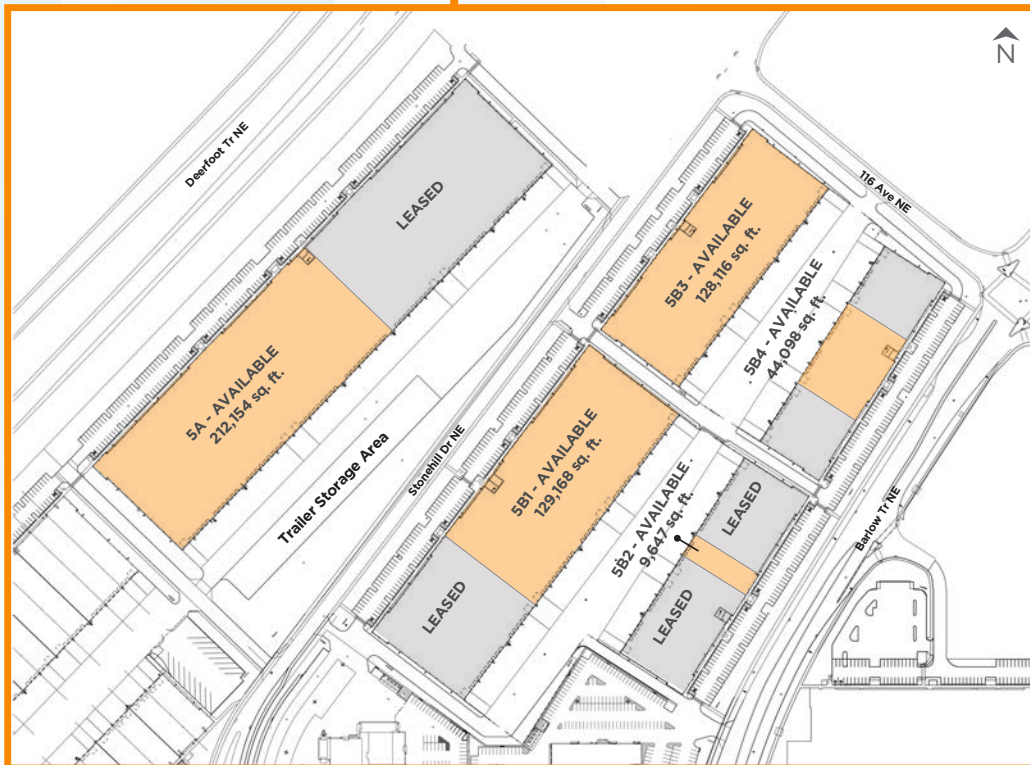 N
Deerfoot Tr NE
LEASED
116 Ave NE
5B3 - AVAILABLE
128,116 sq. ft.
5B4 - AVAILABLE
44,098 sq. ft.
5A - AVAILABLE
212,154 sq. ft.
Trailer Storage Area
Stonehill Dr NE
5B1 - AVAILABLE
129,168 sq. ft.
5B2 - AVAILABLE
9,647 sq. ft.
LEASED
Barlow Tr NE
LEASED
LEASED